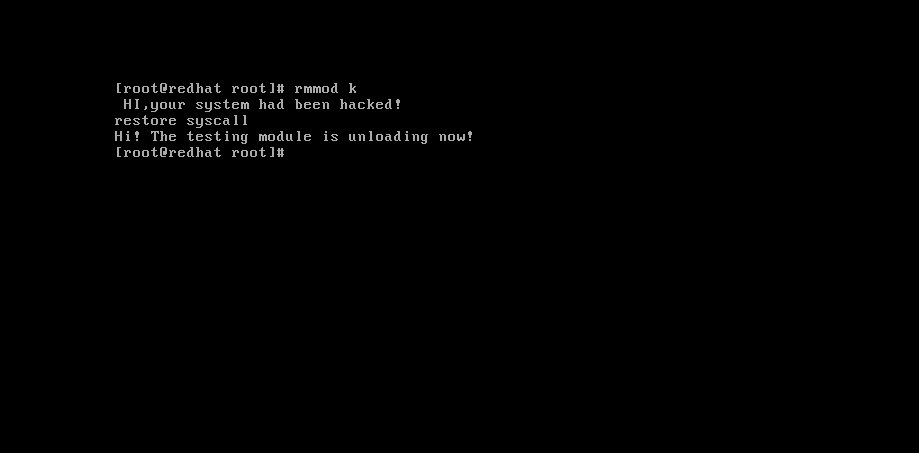 [root@redhat root]# rmmod k
 HI,your system had been hacked!
restore syscall
Hi! The testing module is unloading now!
[root@redhat root]#